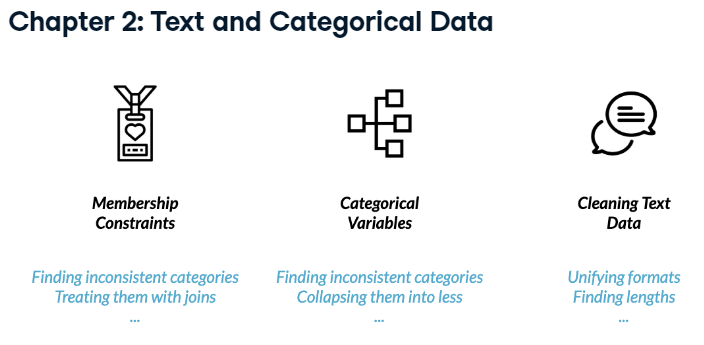 Chapter 2: Text and Categorical Data
Membership
Constraints
Finding inconsistent categories
Treating them with joins
...
Categorical
Variables
Finding inconsistent categories
Collapsing them into less
...
Cleaning Text
Data
Unifying formats
Finding lengths
...